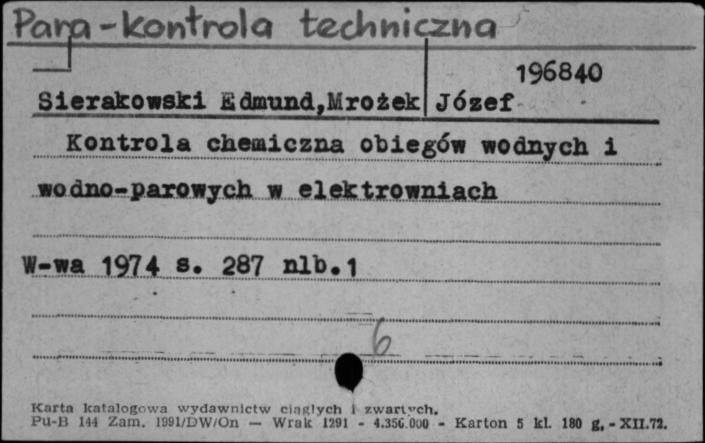 Para-kontrola techniczna
196840
Sierakowski Edmund,Mrożek Józef
Kontrola chemiczna obiegów wodnych i
wodno-parowych w elektrowniach
W-wa 1974 s. 287 nlb.1
6
Karta katalogowa wydawnictw ciągłych i zwartych.
Pu-B 144 Zam. 1991/DW/On — Wrak 1291 - 4.356.000 - Karton 5 kl. 180 g. - XII.72.